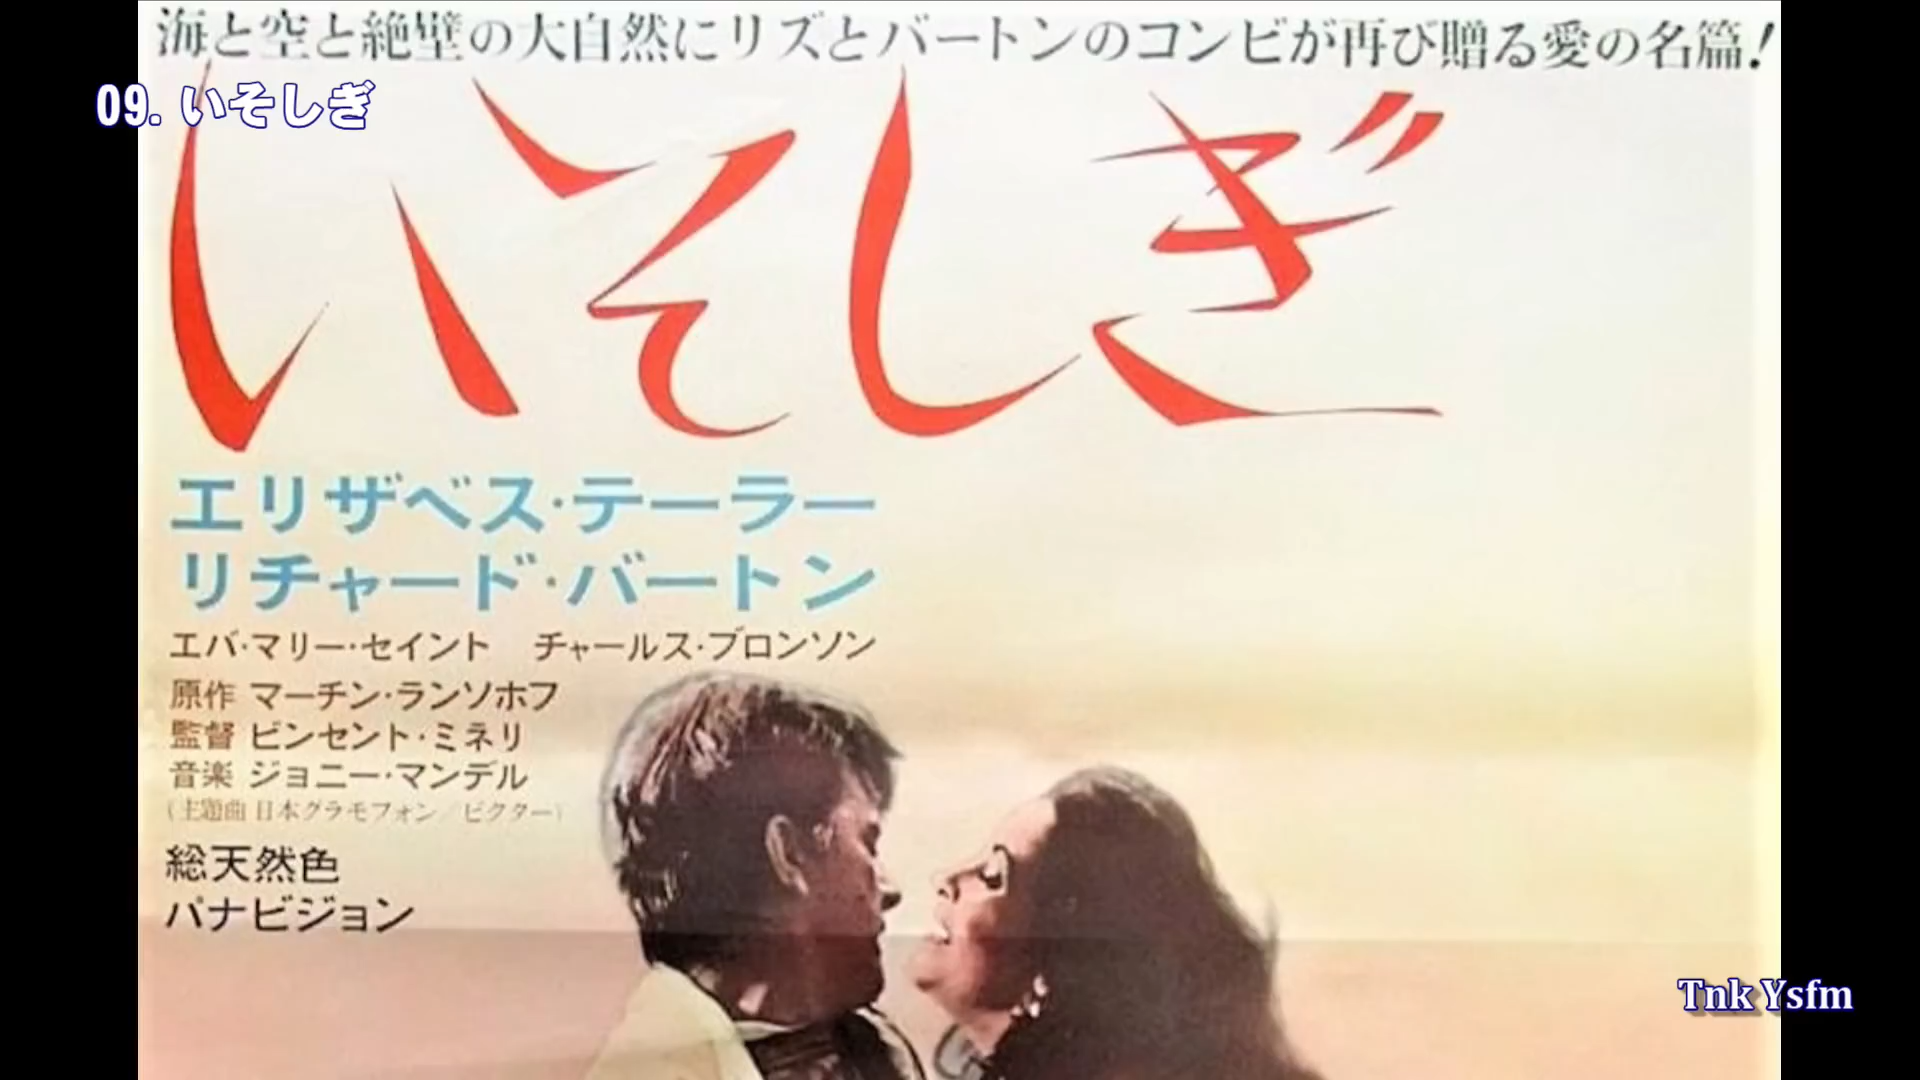 海と空と絶壁の大自然にリズとバートンのコンビが再び贈る愛の名篇!
09. いそしぎ
いそしぎ
エリザベス・テーラー
リチャード・バートン
エバ・マリー・セイント チャールス・ブロンソン
原作 マーチン・ランソホフ
監督 ビンセント・ミネリ
音楽 ジョニー・マンデル
(主題曲 日本グラモフォン/ビクター)
総天然色
パナビジョン
Tnk Ysfm